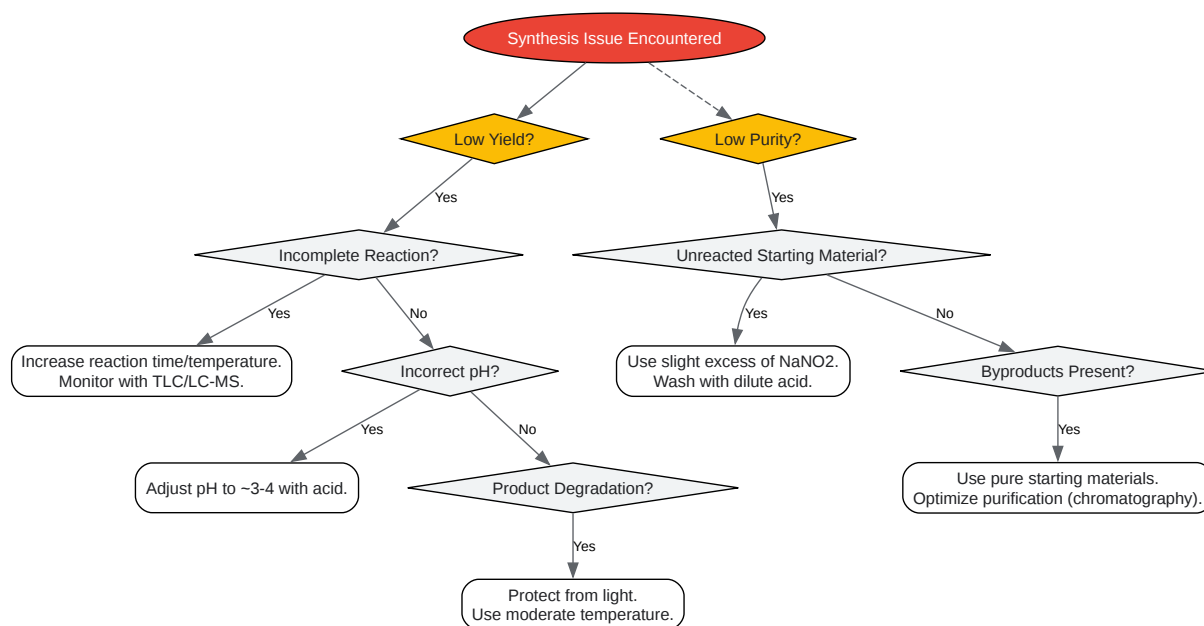 Synthesis Issue Encountered
Low Yield?
Low Purity?
Yes
Yes
Incomplete Reaction?
Unreacted Starting Material?
Yes
No
Yes
No
Increase reaction time/temperature.
Monitor with TLC/LC-MS.
Incorrect pH?
Use slight excess of NaNO2.
Wash with dilute acid.
Byproducts Present?
Yes
No
Yes
Adjust pH to ~3-4 with acid.
Product Degradation?
Use pure starting materials.
Optimize purification (chromatography).
Yes
Protect from light.
Use moderate temperature.